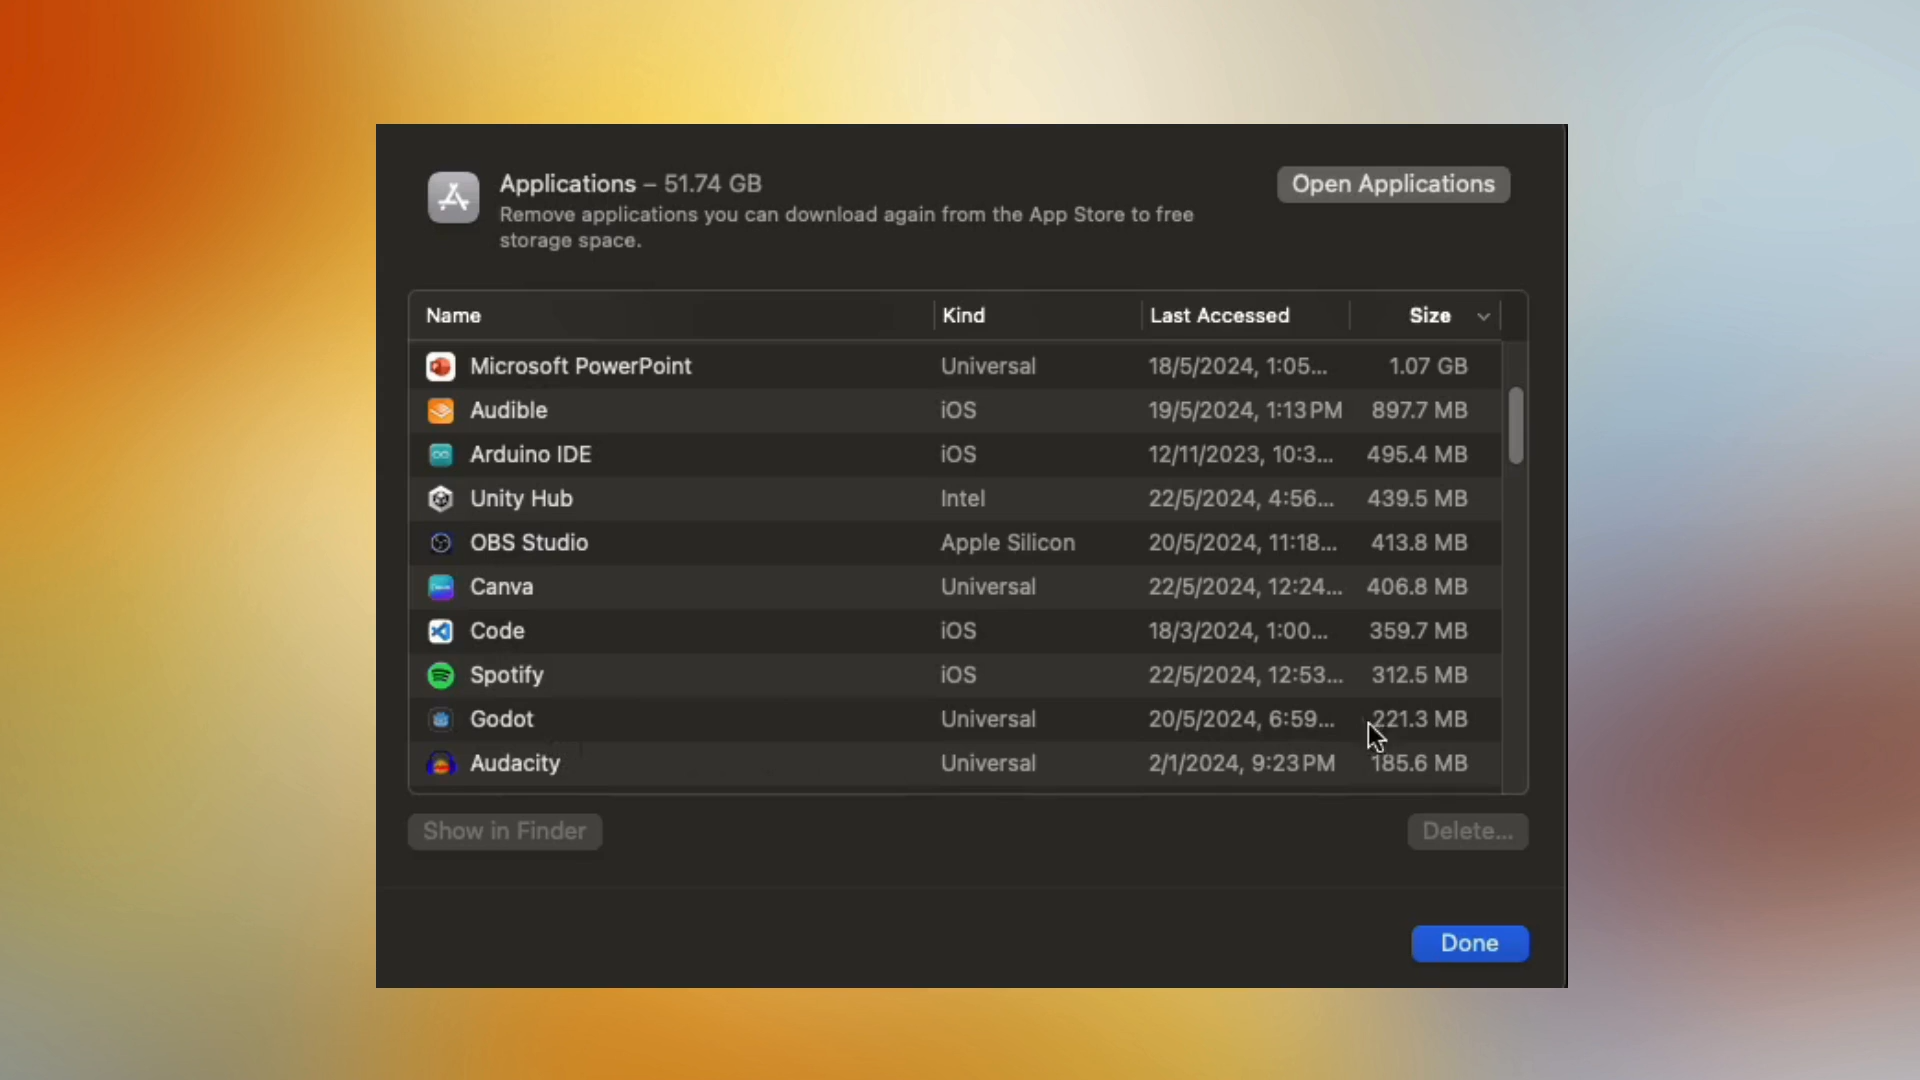 Applications – 51.74 GB
Open Applications
Remove applications you can download again from the App Store to free
storage space.
Name Kind Last Accessed Size
Microsoft PowerPoint Universal 18/5/2024, 1:05... 1.07 GB
Audible iOS 19/5/2024, 1:13 PM 897.7 MB
Arduino IDE iOS 12/11/2023, 10:3... 495.4 MB
Unity Hub Intel 22/5/2024, 4:56... 439.5 MB
OBS Studio Apple Silicon 20/5/2024, 11:18... 413.8 MB
Canva Universal 22/5/2024, 12:24... 406.8 MB
Code iOS 18/3/2024, 1:00... 359.7 MB
Spotify iOS 22/5/2024, 12:53... 312.5 MB
Godot Universal 20/5/2024, 6:59... 221.3 MB
Audacity Universal 2/1/2024, 9:23 PM 185.6 MB
Show in Finder Delete...
Done